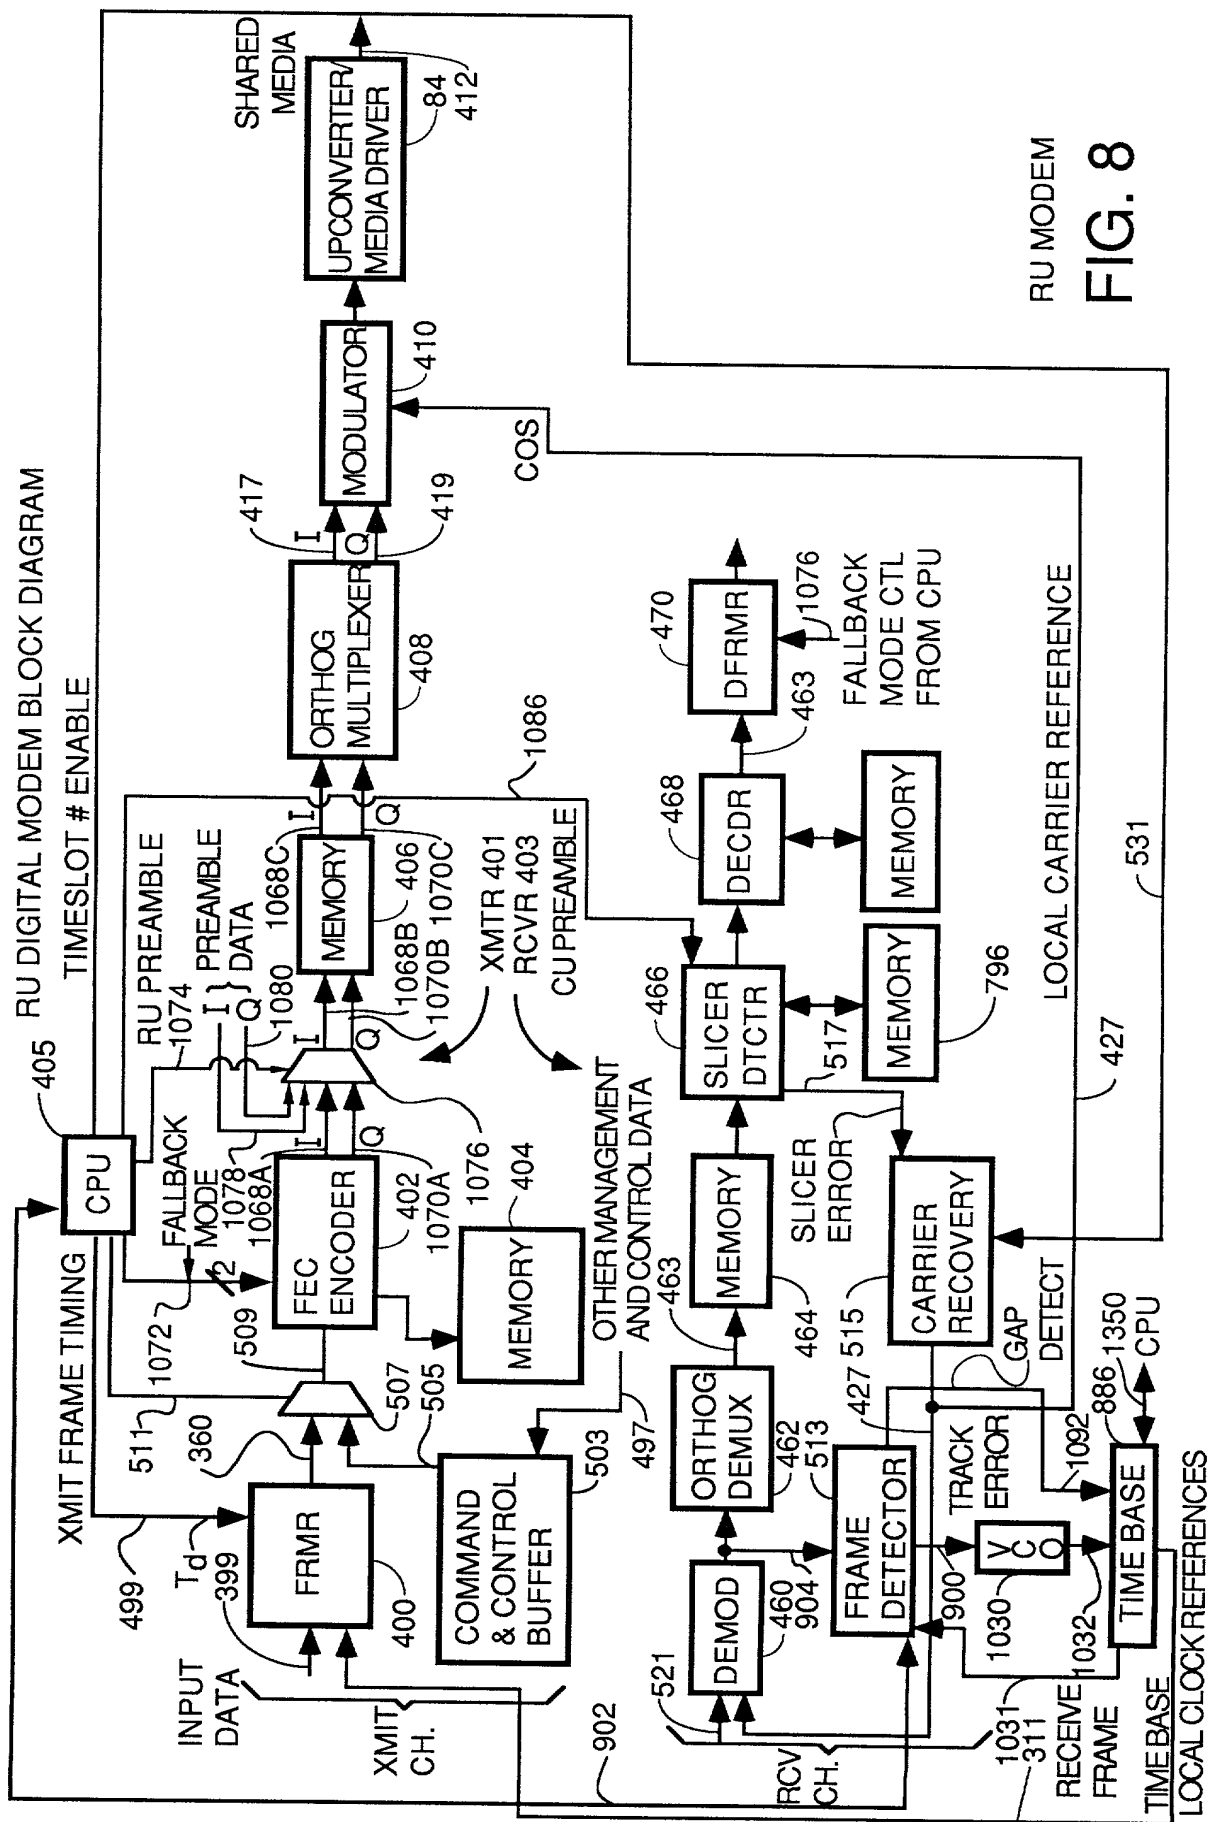 RU DIGITAL MODEM BLOCK DIAGRAM
TIMESLOT # ENABLE
405
CPU
XMIT FRAME TIMING
RU PREAMBLE
1074
I } PREAMBLE
Q } DATA
1080
FALLBACK
MODE
1072
2
1078
1068A
499
Td
399
INPUT
DATA
FRMR
400
360
511
509
507
505
FEC
ENCODER
402
1070A
I
Q
1076
MEMORY
404
I
Q
1068B
1070B
MEMORY
406
1068C
1070C
I
Q
ORTHOG
MULTIPLEXER
408
417
I
Q
419
MODULATOR
410
COS
UPCONVERTER/
MEDIA DRIVER
84
412
SHARED
MEDIA
XMIT
CH.
COMMAND
& CONTROL
BUFFER
503
497
OTHER MANAGEMENT
AND CONTROL DATA
XMTR 401
RCVR 403
CU PREAMBLE
1086
902
521
RCV
CH.
DEMOD
460
904
ORTHOG
DEMUX
462
463
MEMORY
464
SLICER
DTCTR
466
517
MEMORY
796
DECDR
468
MEMORY
463
DFRMR
470
1076
FALLBACK
MODE CTL
FROM CPU
SLICER
ERROR
FRAME
DETECTOR
513
CARRIER
RECOVERY
515
427
GAP
DETECT
TRACK
ERROR
900
VCO
1030
1032
1092
TIME BASE
886
1350
CPU
1031
311
RECEIVE
FRAME
TIME BASE
LOCAL CLOCK REFERENCES
LOCAL CARRIER REFERENCE
427
531
RU MODEM
FIG. 8